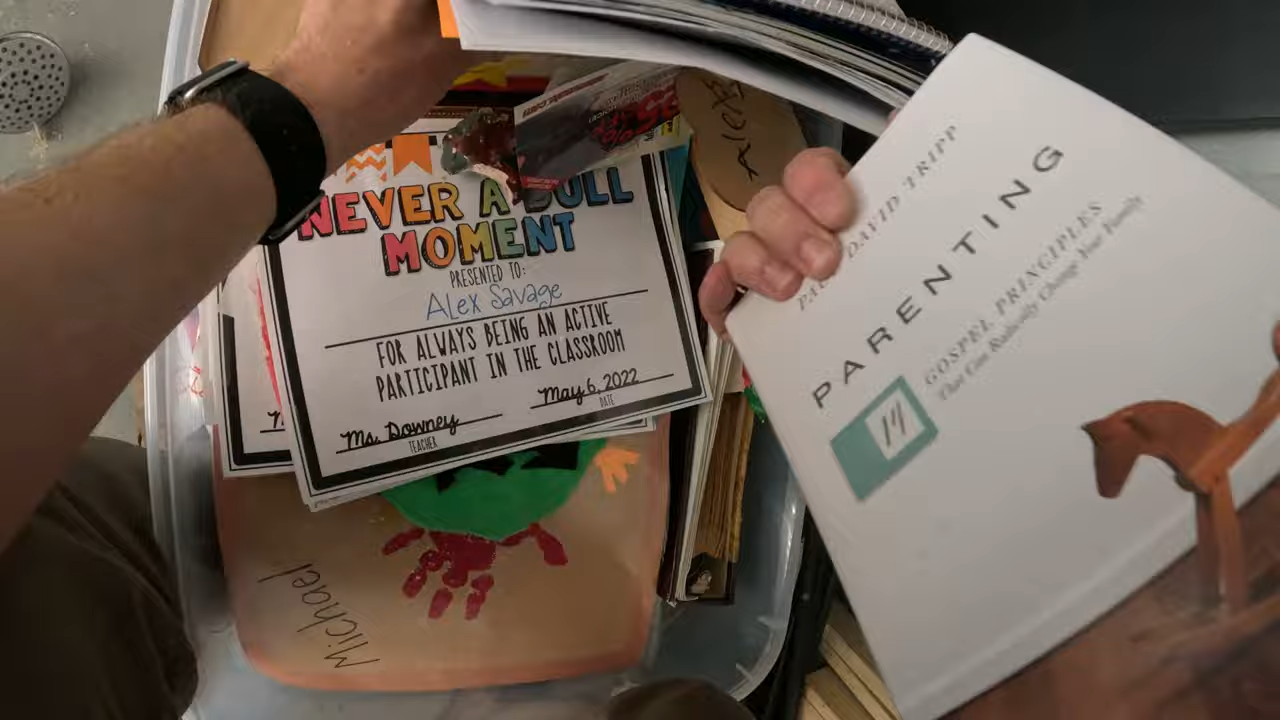 NEVER A DULL
MOMENT
PRESENTED TO:
Alex Savage
FOR ALWAYS BEING AN ACTIVE
PARTICIPANT IN THE CLASSROOM
Ms. Downey
TEACHER
May 6, 2022
DATE
Michael
Alex
PAUL DAVID TRIPP
PARENTING
14
GOSPEL PRINCIPLES
That Can Radically Change Your Family